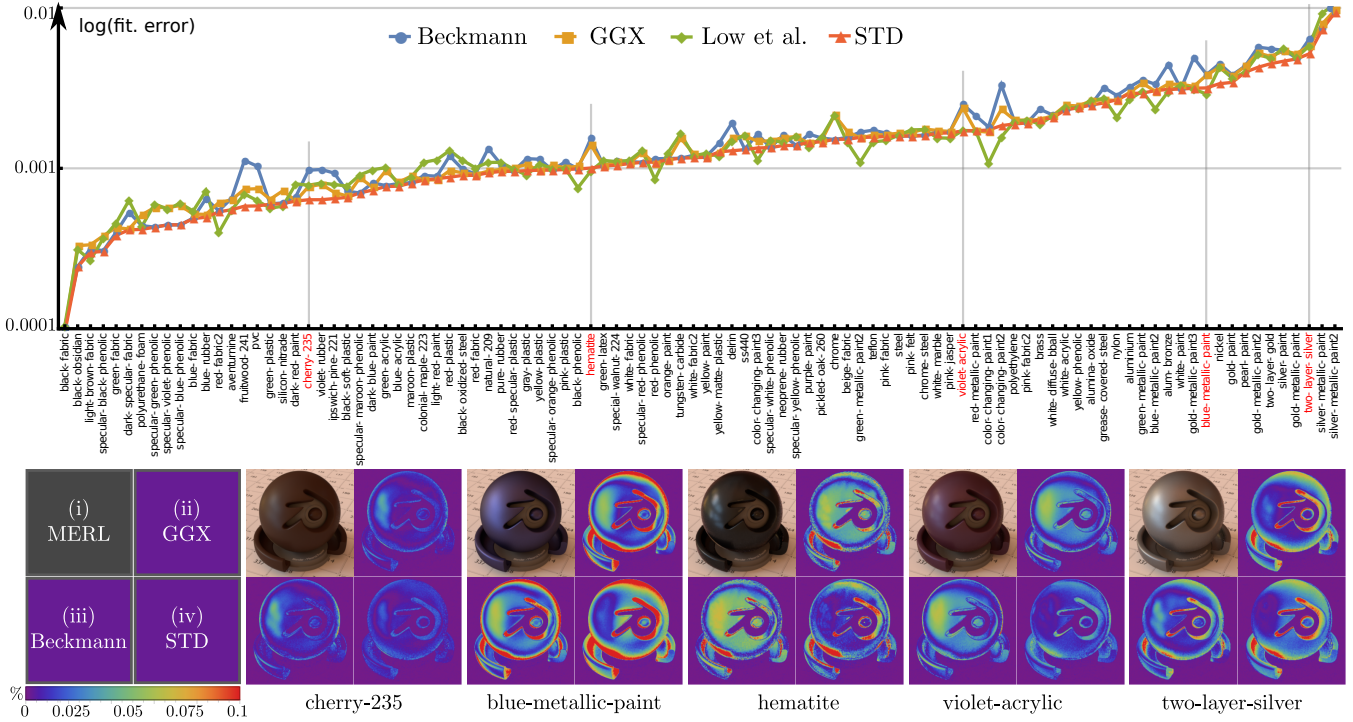 0.01
log(fit. error)
Beckmann
GGX
Low et al.
STD
0.001
0.0001
black- fabric
black- obsidian
light- brown- fabric
specular- black- phenolic
green- fabric
dark- specular- fabric
polyurethane- foam
specular- green- phenolic
specular- violet- phenolic
specular- blue- phenolic
blue- fabric
blue- rubber
red- fabric2
aventurnine
fruitwood- 241
pvc
green- plastic
silicon- nitrade
dark- red- paint
cherry- 235
violet- rubber
ipswich- pine- 221
black- soft- plastic
specular- maroon- phenolic
dark- blue- paint
green- acrylic
blue- acrylic
maroon- plastic
colonial- maple- 223
light- red- paint
red- plastic
black- oxidized- steel
red- fabric
natural- 209
pure- rubber
red- specular- plastic
gray- plastic
yellow- plastic
specular- orange- phenolic
pink- plastic
black- phenolic
hematite
green- latex
special- walnut- 224
white- fabric
specular- red- phenolic
red- phenolic
orange- paint
tungsten- carbide
white- fabric2
yellow- paint
yellow- matte- plastic
delrin
ss440
color- changing- paint3
specular- white- phenolic
neoprene- rubber
specular- yellow- phenolic
purple- paint
pickled- oak- 260
chrome
beige- fabric
green- metallic- paint2
teflon
pink- fabric
steel
pink- felt
chrome- steel
white- marble
pink- jasper
violet- acrylic
red- metallic- paint
color- changing- paint1
color- changing- paint2
polyethylene
pink- fabric2
brass
white- diffuse- bball
white- acrylic
yellow- phenolic
alumina- oxide
grease- covered- steel
nylon
aluminium
green- metallic- paint
blue- metallic- paint2
alum- bronze
white- paint
gold- metallic- paint3
blue- metallic- paint
nickel
gold- paint
pearl- paint
gold- metallic- paint2
two- layer- gold
silver- paint
gold- metallic- paint
two- layer- silver
silver- metallic- paint
silver- metallic- paint2
(i)
MERL
(ii)
GGX
(iii)
Beckmann
(iv)
STD
%
0
0.025
0.075
0.1
cherry-235
blue-metallic-paint
hematite
violet-acrylic
two-layer-silver